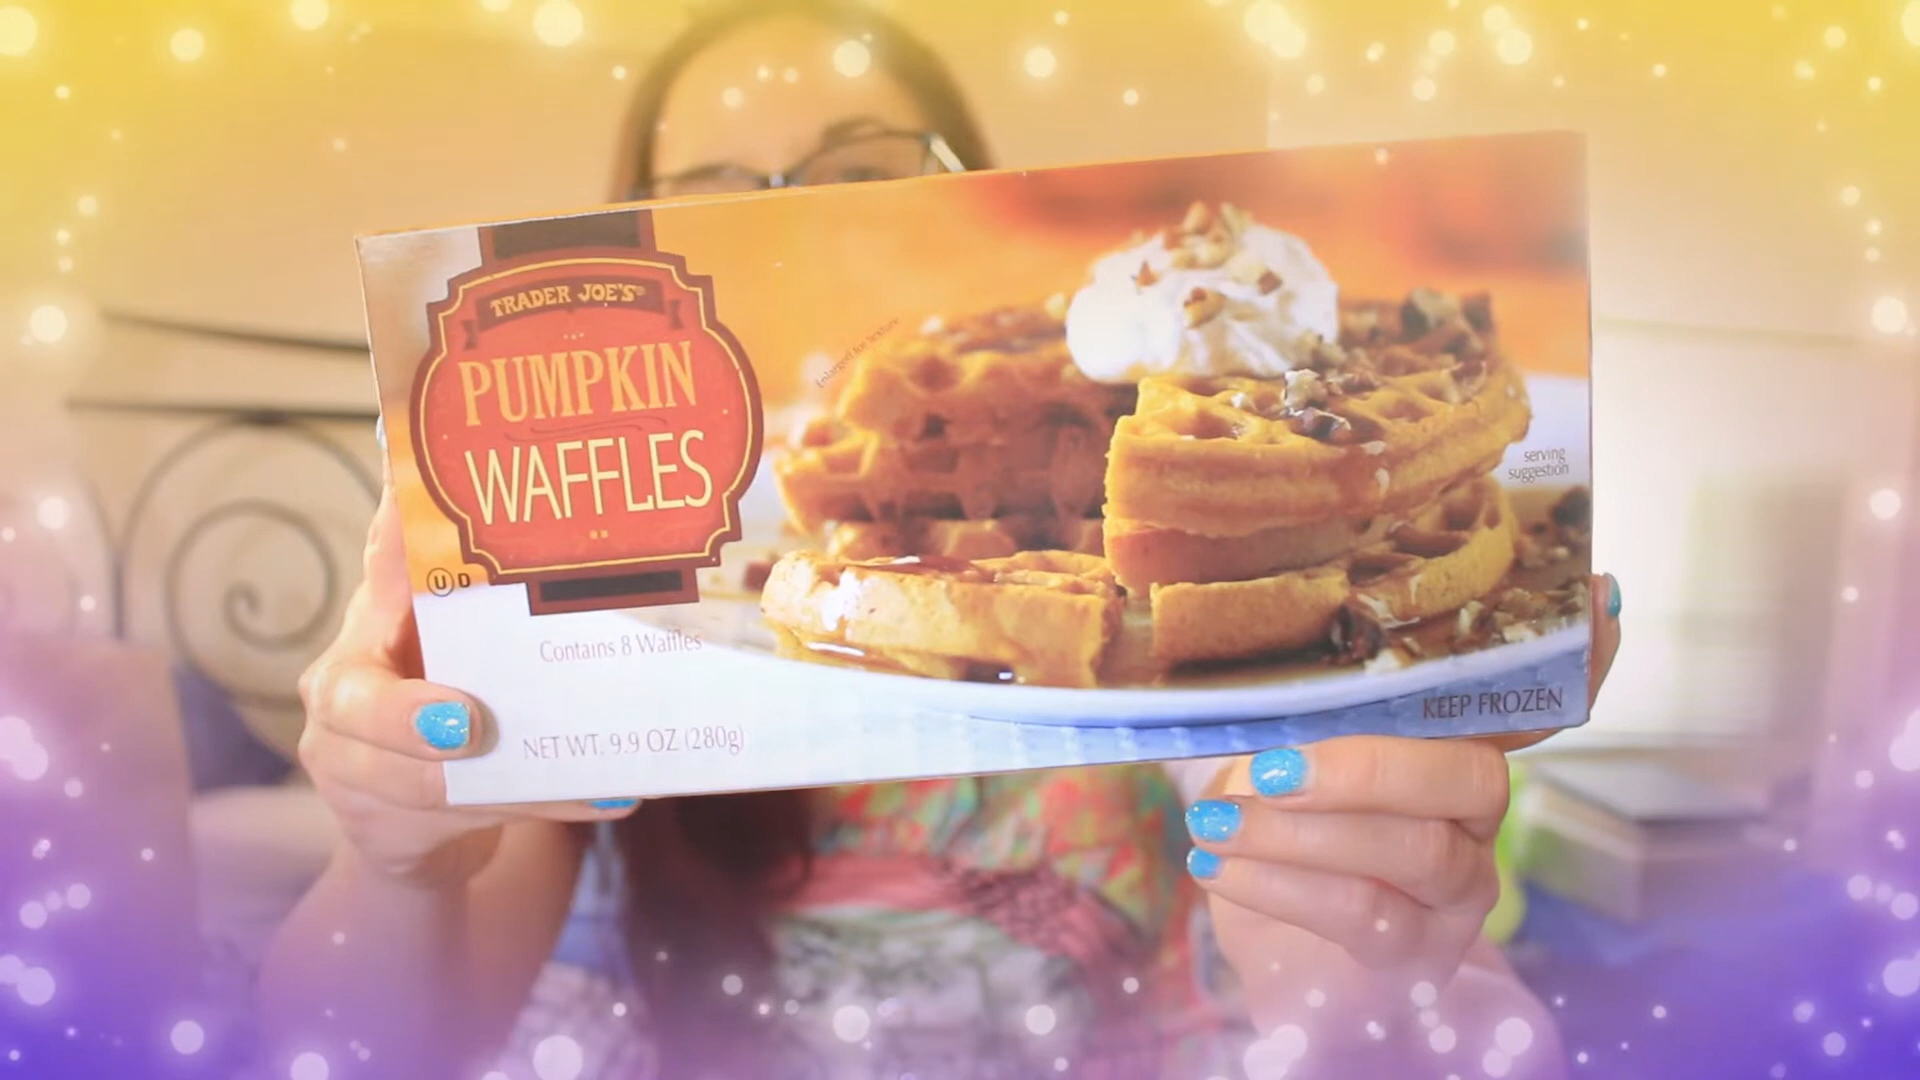 TRADER JOE'S®
PUMPKIN
WAFFLES
Enlarged for texture
serving
suggestion
U D
Contains 8 Waffles
KEEP FROZEN
NET WT. 9.9 OZ (280g)